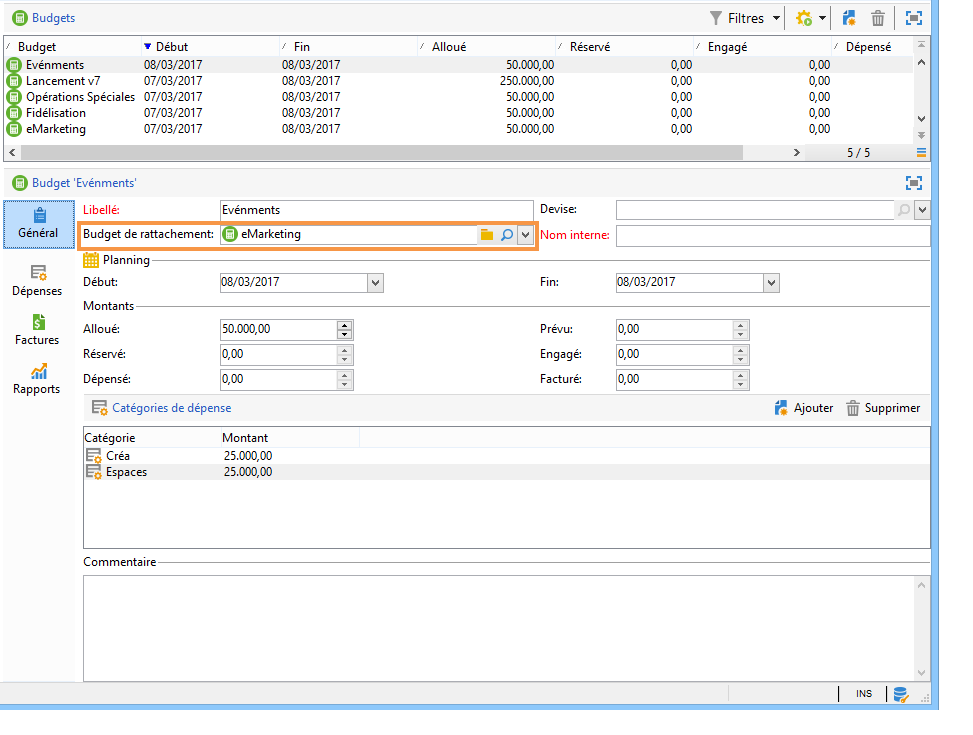 Budgets Filtres
Budget Début Fin Alloué Réservé Engagé Dépensé
Evénments 08/03/2017 08/03/2017 50.000,00 0,00 0,00
Lancement v7 07/03/2017 08/03/2017 250.000,00 0,00 0,00
Opérations Spéciales 07/03/2017 08/03/2017 50.000,00 0,00 0,00
Fidélisation 07/03/2017 08/03/2017 50.000,00 0,00 0,00
eMarketing 07/03/2017 08/03/2017 50.000,00 0,00 0,00
5 / 5
Budget 'Evénments'
Général
Dépenses
Factures
Rapports
Libellé: Evénments Devise:
Budget de rattachement: eMarketing Nom interne:
Planning
Début: 08/03/2017 Fin: 08/03/2017
Montants
Alloué: 50.000,00 Prévu: 0,00
Réservé: 0,00 Engagé: 0,00
Dépensé: 0,00 Facturé: 0,00
Catégories de dépense Ajouter Supprimer
Catégorie Montant
Créa 25.000,00
Espaces 25.000,00
Commentaire
INS